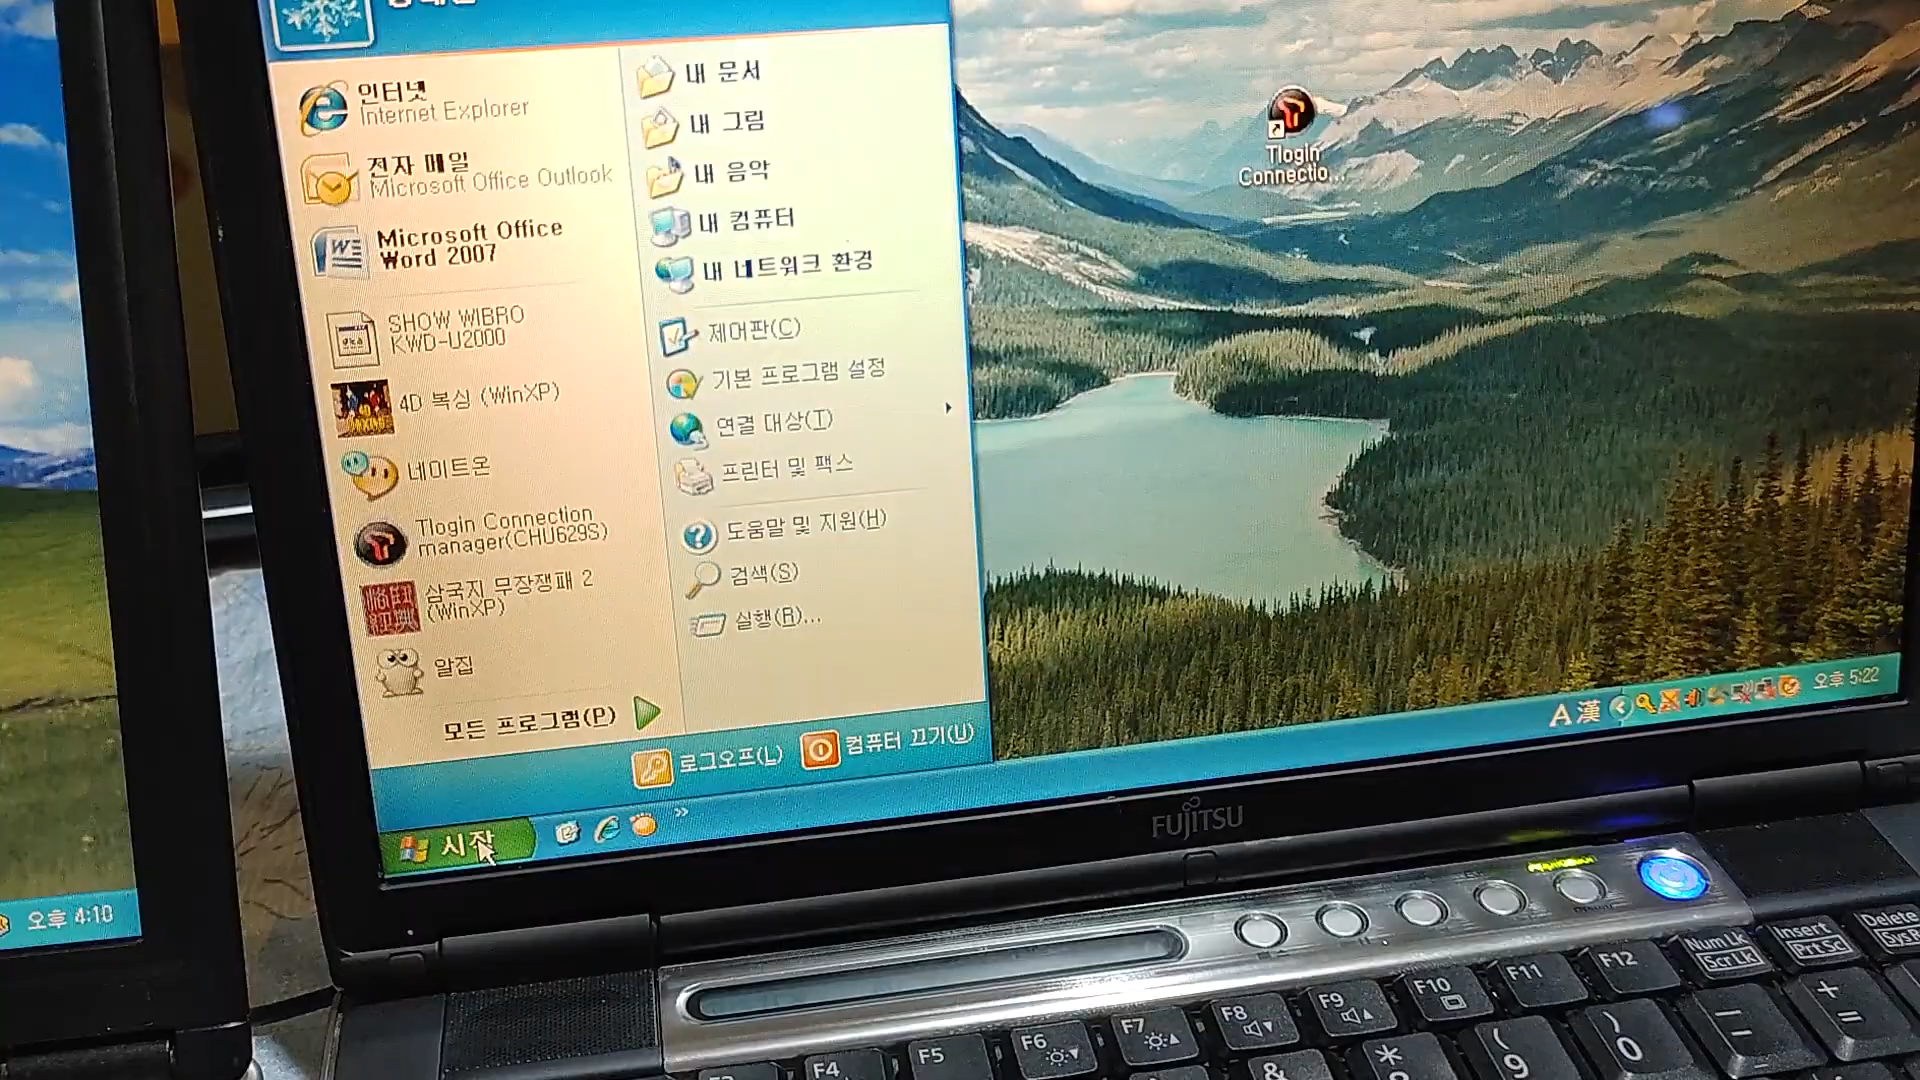 인터넷
Internet Explorer
전자 메일
Microsoft Office Outlook
Microsoft Office
Word 2007
SHOW WIBRO
KWD-U2000
4D 복싱 (WinXP)
네이트온
Tlogin Connection
manager(CHU629S)
삼국지 무장쟁패 2
(WinXP)
알집
모든 프로그램(P)
내 문서
내 그림
내 음악
내 컴퓨터
내 네트워크 환경
제어판(C)
기본 프로그램 설정
연결 대상(T)
프린터 및 팩스
도움말 및 지원(H)
검색(S)
실행(R)...
로그오프(L)
컴퓨터 끄기(U)
시작
Tlogin
Connectio...
A 漢
오후 5:22
오후 4:10
FUJITSU
F4
F5
F6
F7
F8
F9
F10
F11
F12
Num Lk
Scr Lk
Insert
Prt Sc
Delete
&
*
(
9
)
0
_
-
+
=